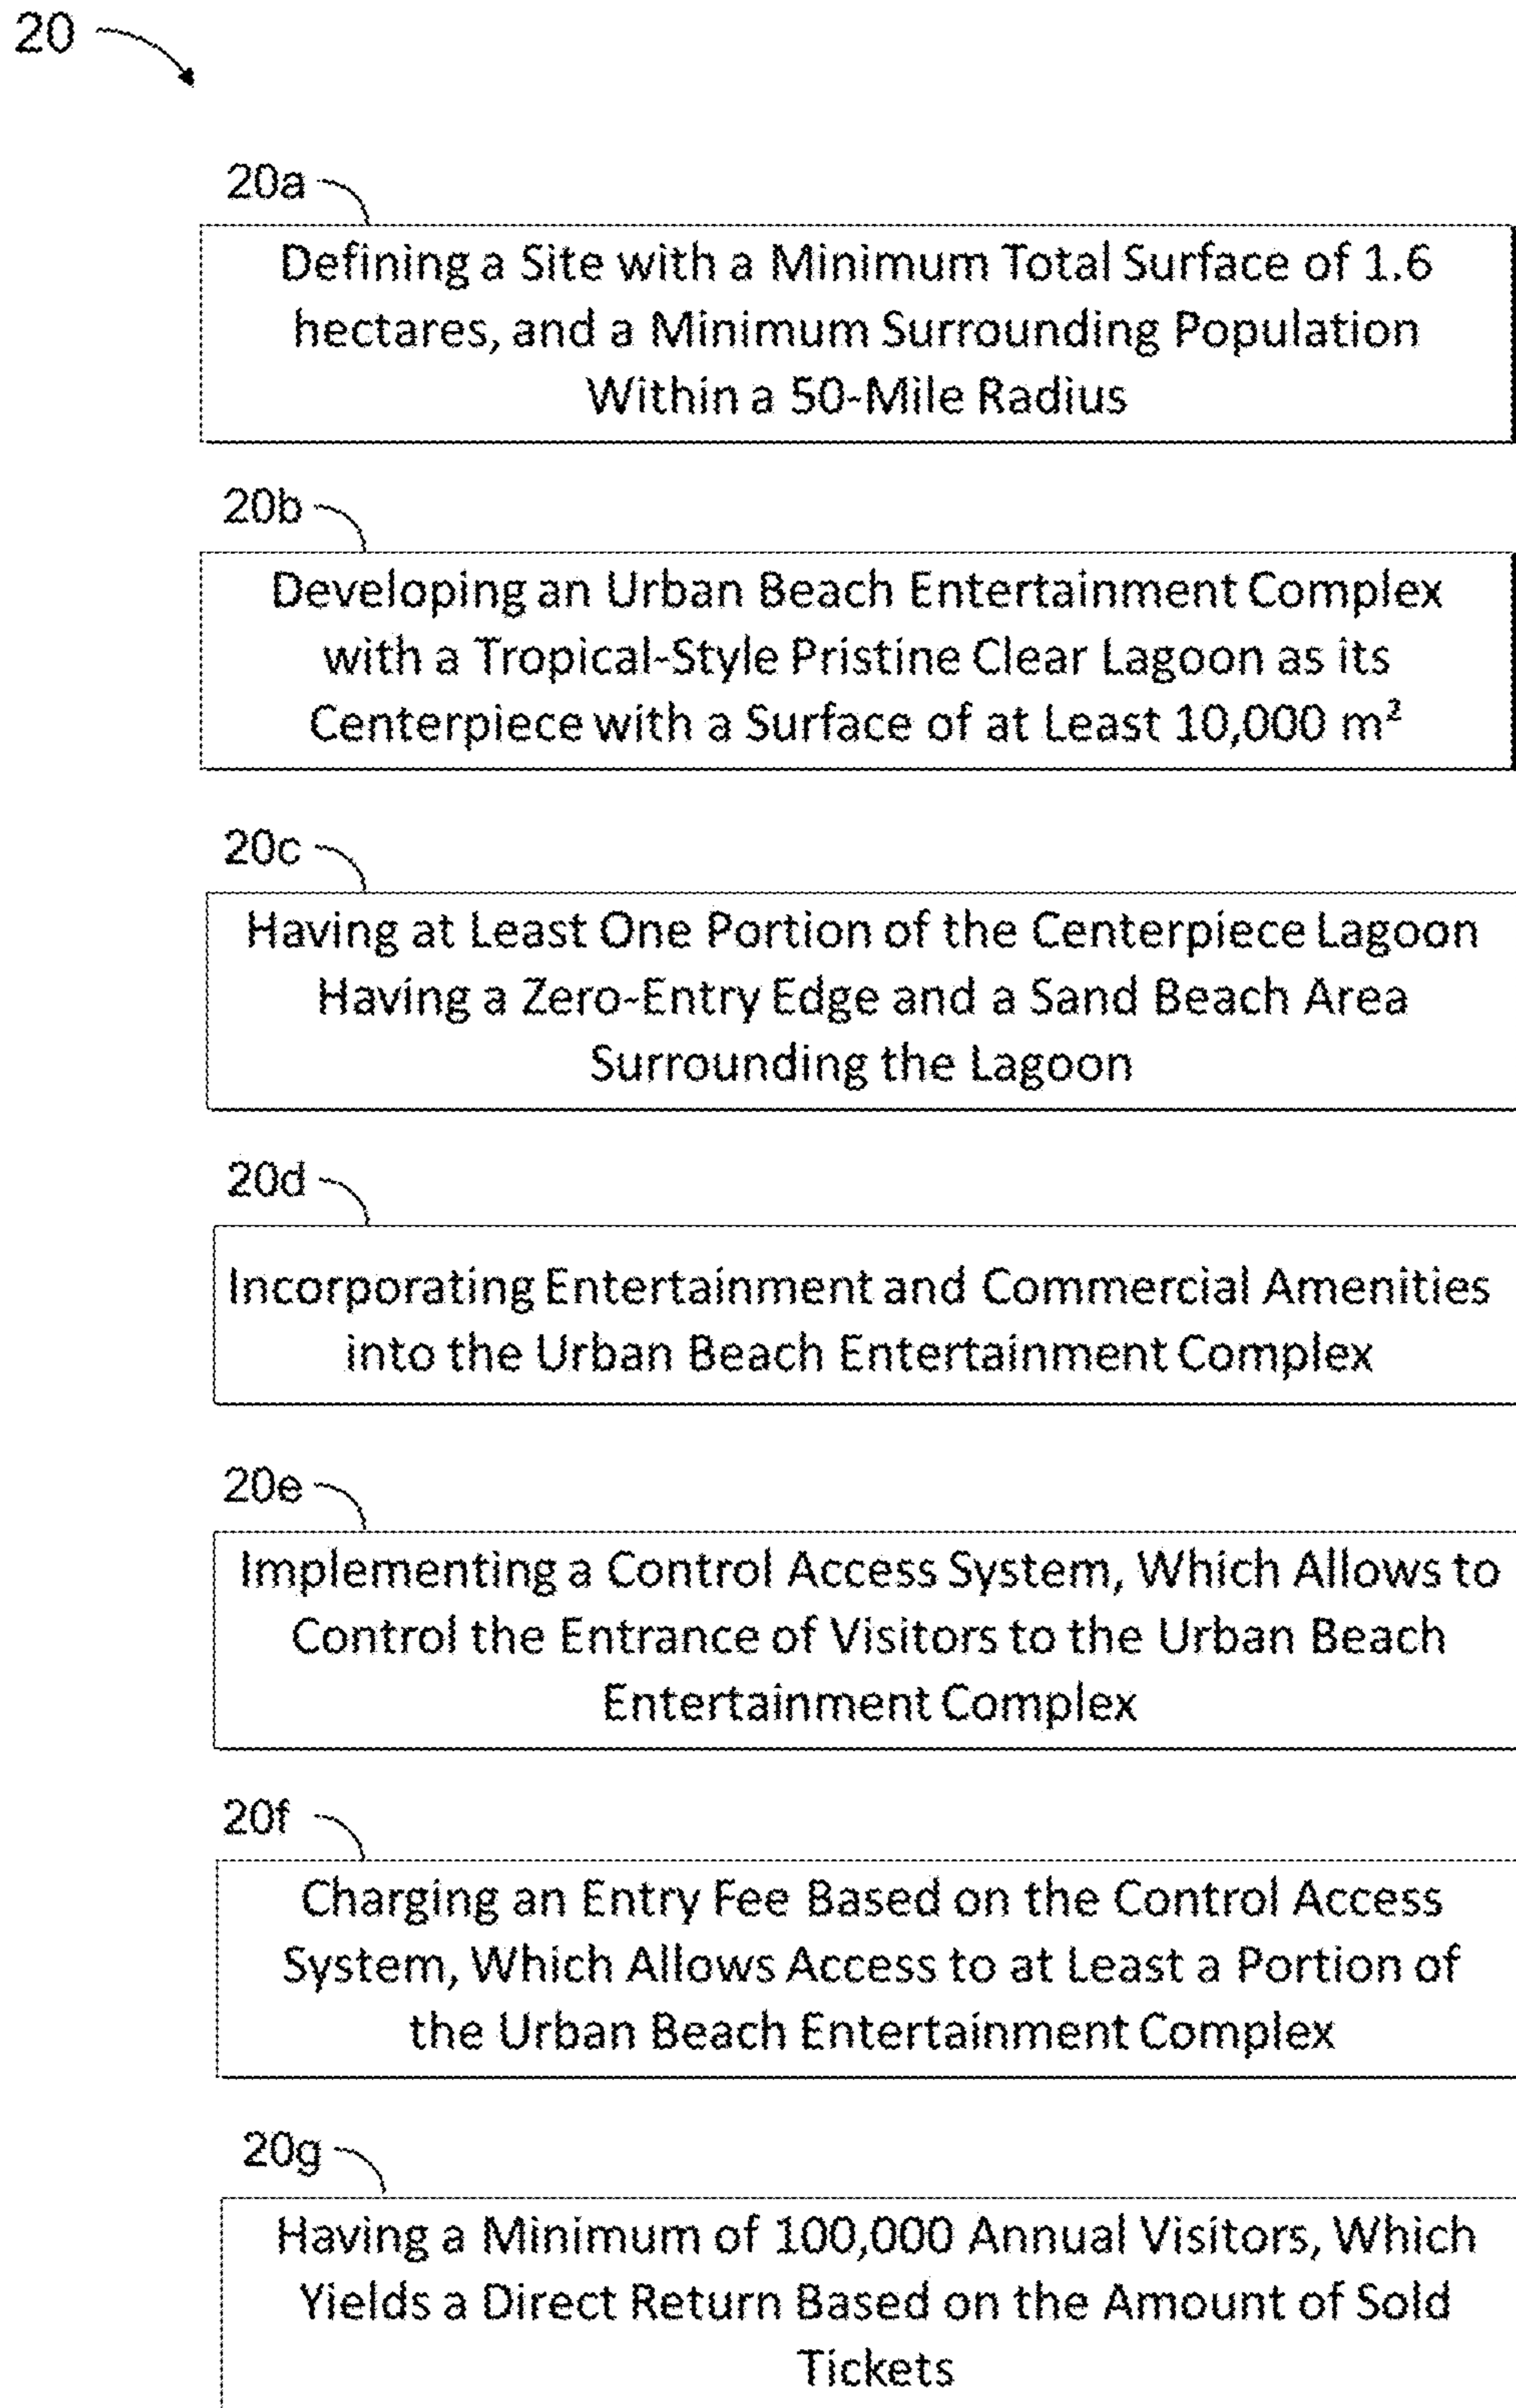 20
20a
Defining a Site with a Minimum Total Surface of 1.6
hectares, and a Minimum Surrounding Population
Within a 50-Mile Radius
20b
Developing an Urban Beach Entertainment Complex
with a Tropical-Style Pristine Clear Lagoon as its
Centerpiece with a Surface of at Least 10,000 m²
20c
Having at Least One Portion of the Centerpiece Lagoon
Having a Zero-Entry Edge and a Sand Beach Area
Surrounding the Lagoon
20d
Incorporating Entertainment and Commercial Amenities
into the Urban Beach Entertainment Complex
20e
Implementing a Control Access System, Which Allows to
Control the Entrance of Visitors to the Urban Beach
Entertainment Complex
20f
Charging an Entry Fee Based on the Control Access
System, Which Allows Access to at Least a Portion of
the Urban Beach Entertainment Complex
20g
Having a Minimum of 100,000 Annual Visitors, Which
Yields a Direct Return Based on the Amount of Sold
Tickets